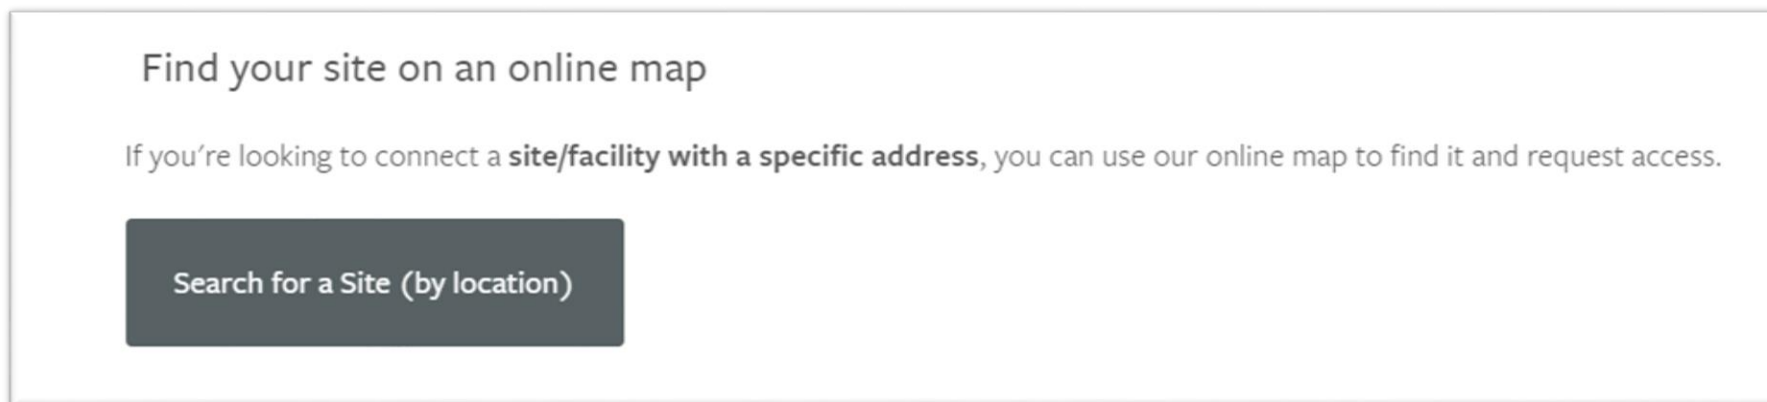 Find your site on an online map
If you're looking to connect a site/facility with a specific address, you can use our online map to find it and request access.
Search for a Site (by location)